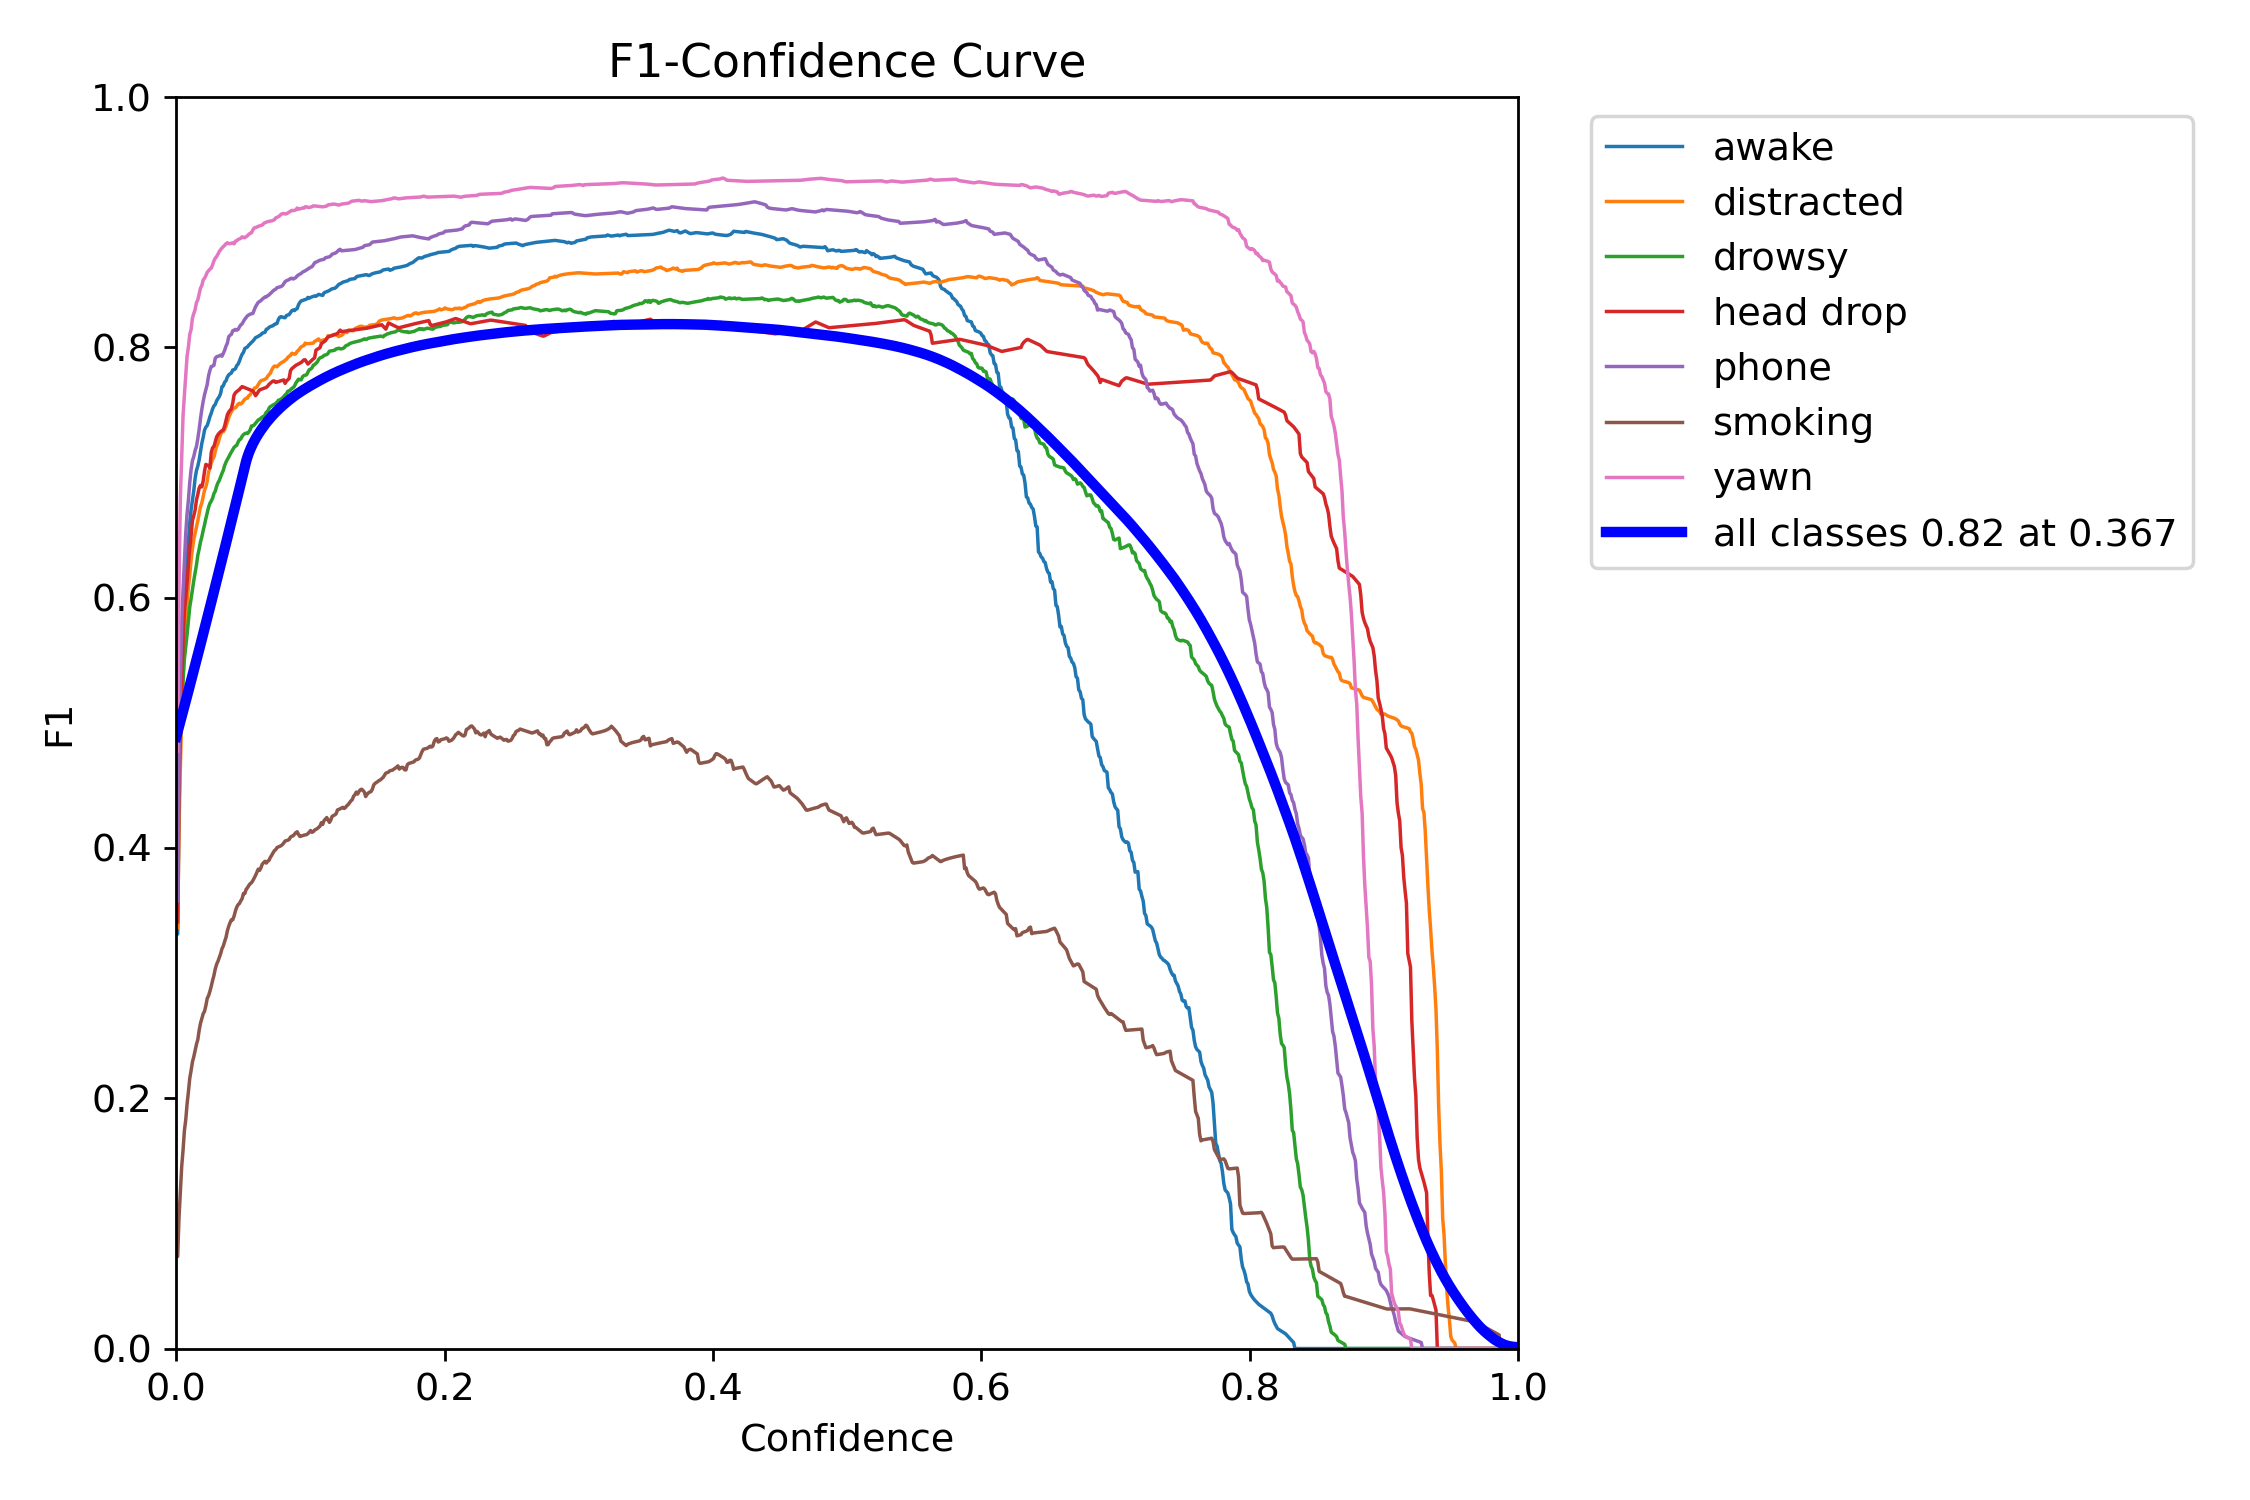 F1-Confidence Curve
1.0
0.8
0.6
0.4
0.2
0.0
F1
0.0 0.2 0.4 0.6 0.8 1.0
Confidence
awake
distracted
drowsy
head drop
phone
smoking
yawn
all classes 0.82 at 0.367